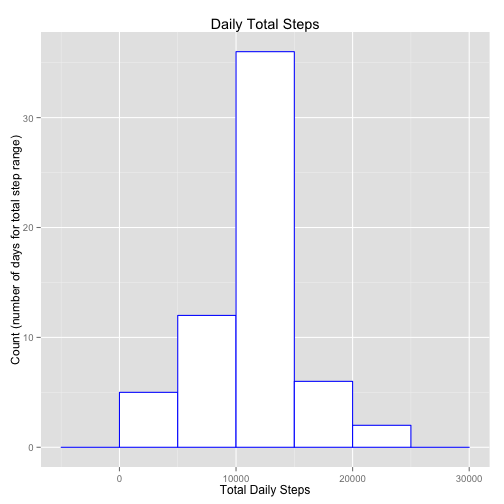 Daily Total Steps
Count (number of days for total step range)
30
20
10
0
0 10000 20000 30000
Total Daily Steps